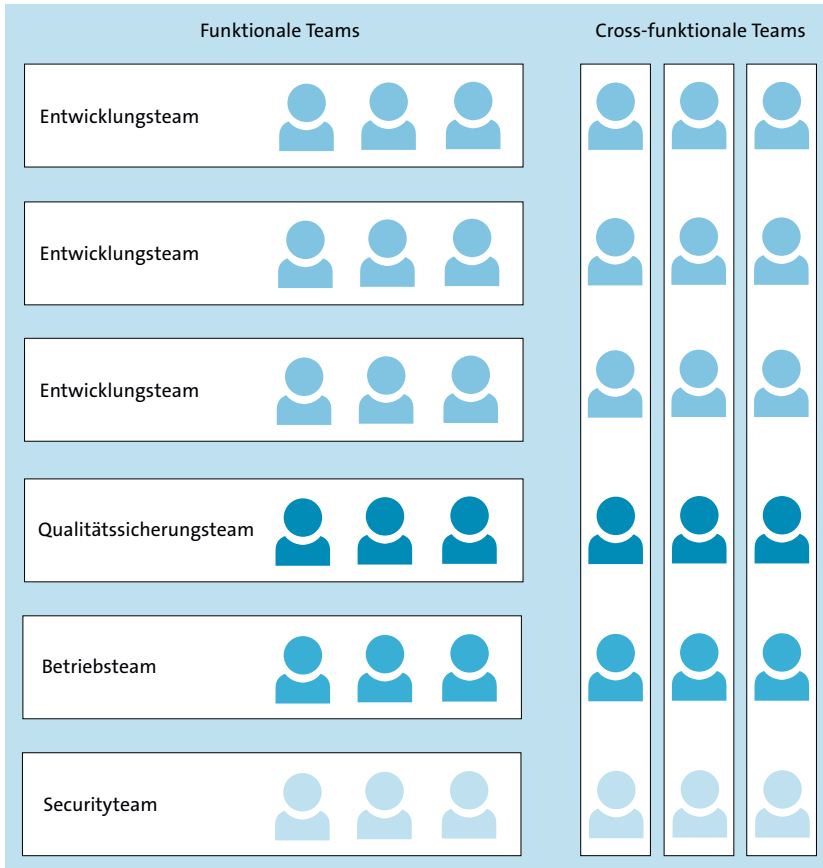 Funktionale Teams
Cross-funktionale Teams
Entwicklungsteam
Entwicklungsteam
Entwicklungsteam
Qualitätssicherungsteam
Betriebsteam
Securityteam